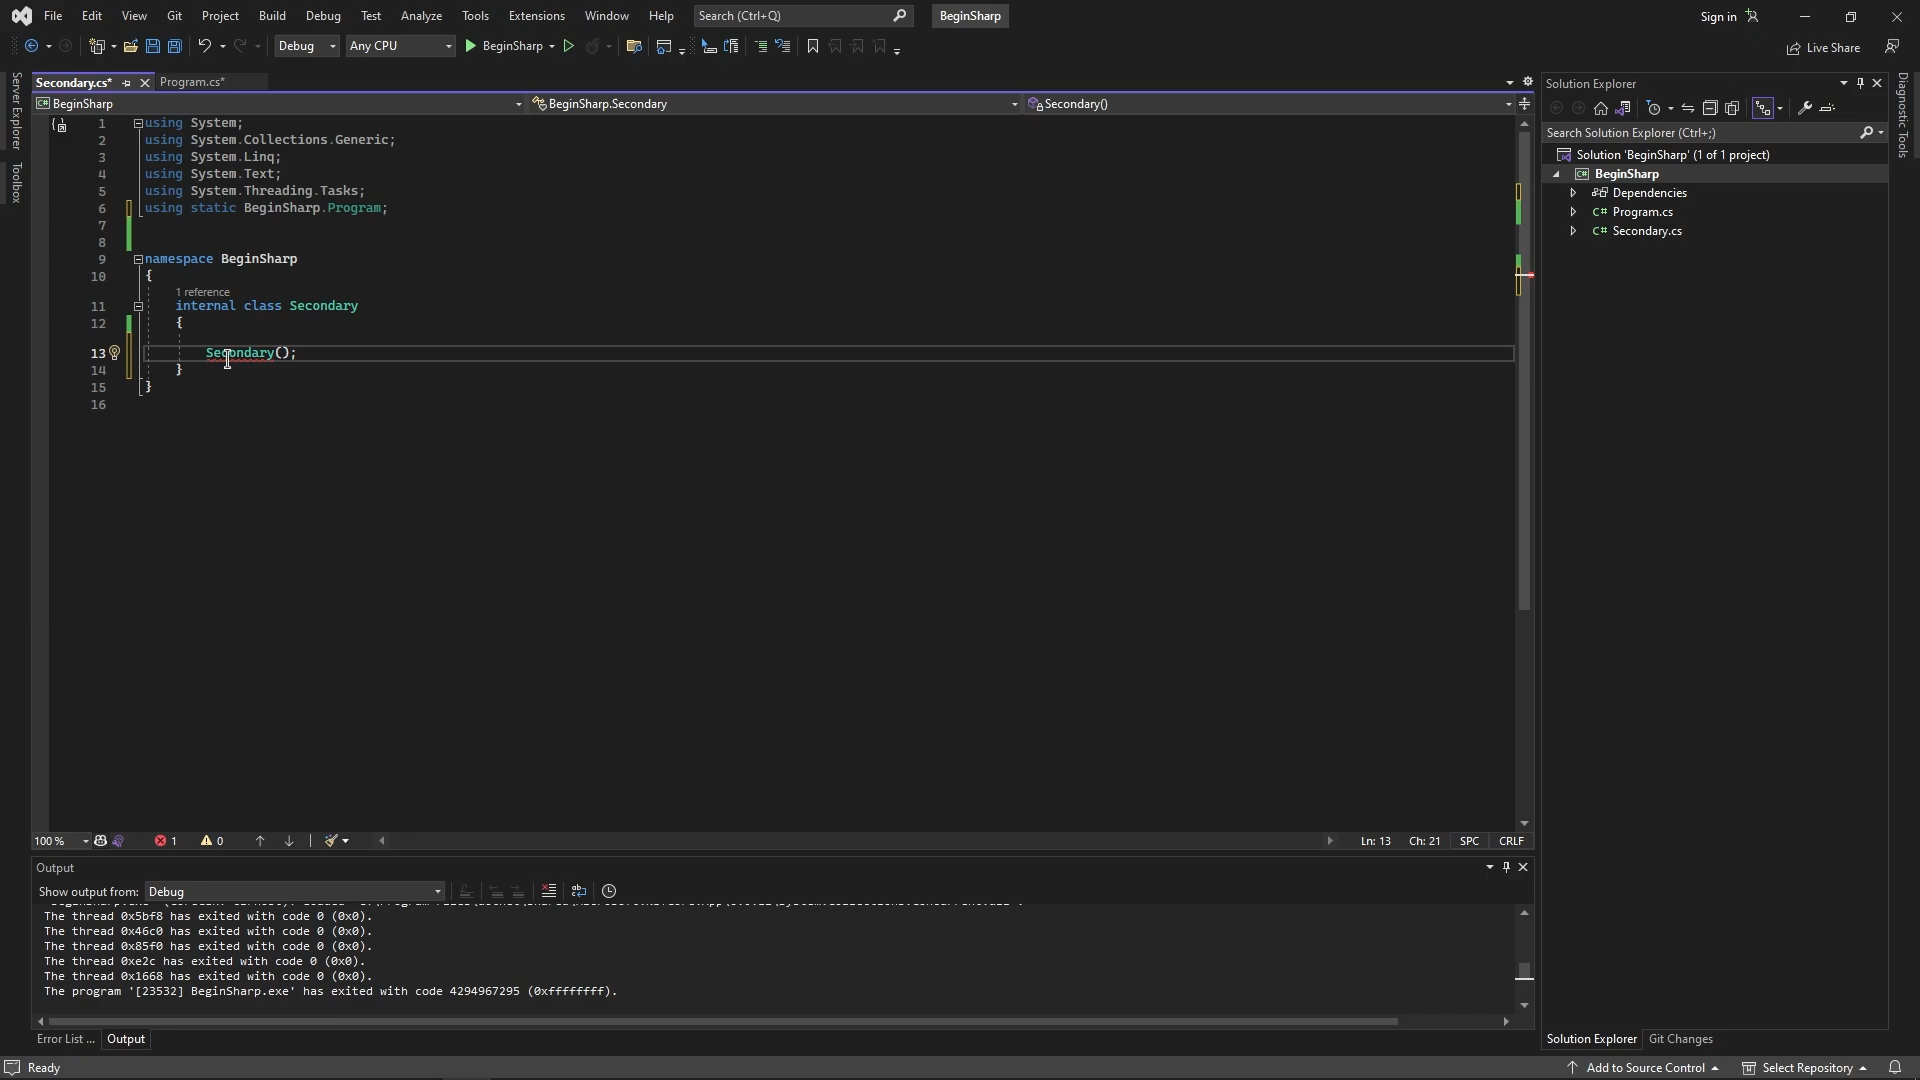 File Edit View Git Project Build Debug Test Analyze Tools Extensions Window Help Search (Ctrl+Q) BeginSharp Sign in
Debug Any CPU BeginSharp Live Share
Server Explorer
Toolbox
Secondary.cs* Program.cs*
BeginSharp BeginSharp.Secondary Secondary()
1 using System;
2 using System.Collections.Generic;
3 using System.Linq;
4 using System.Text;
5 using System.Threading.Tasks;
6 using static BeginSharp.Program;
7
8
9 namespace BeginSharp
10 {
1 reference
11 internal class Secondary
12 {
13 Secondary();
14 }
15 }
16
100 % 1 0 Ln: 13 Ch: 21 SPC CRLF
Output
Show output from: Debug
The thread 0x5bf8 has exited with code 0 (0x0).
The thread 0x46c0 has exited with code 0 (0x0).
The thread 0x85f0 has exited with code 0 (0x0).
The thread 0xe2c has exited with code 0 (0x0).
The thread 0x1668 has exited with code 0 (0x0).
The program '[23532] BeginSharp.exe' has exited with code 4294967295 (0xffffffff).
Error List ... Output
Solution Explorer
Search Solution Explorer (Ctrl+;)
Solution 'BeginSharp' (1 of 1 project)
BeginSharp
Dependencies
C# Program.cs
C# Secondary.cs
Solution Explorer Git Changes
Diagnostic Tools
Ready Add to Source Control Select Repository